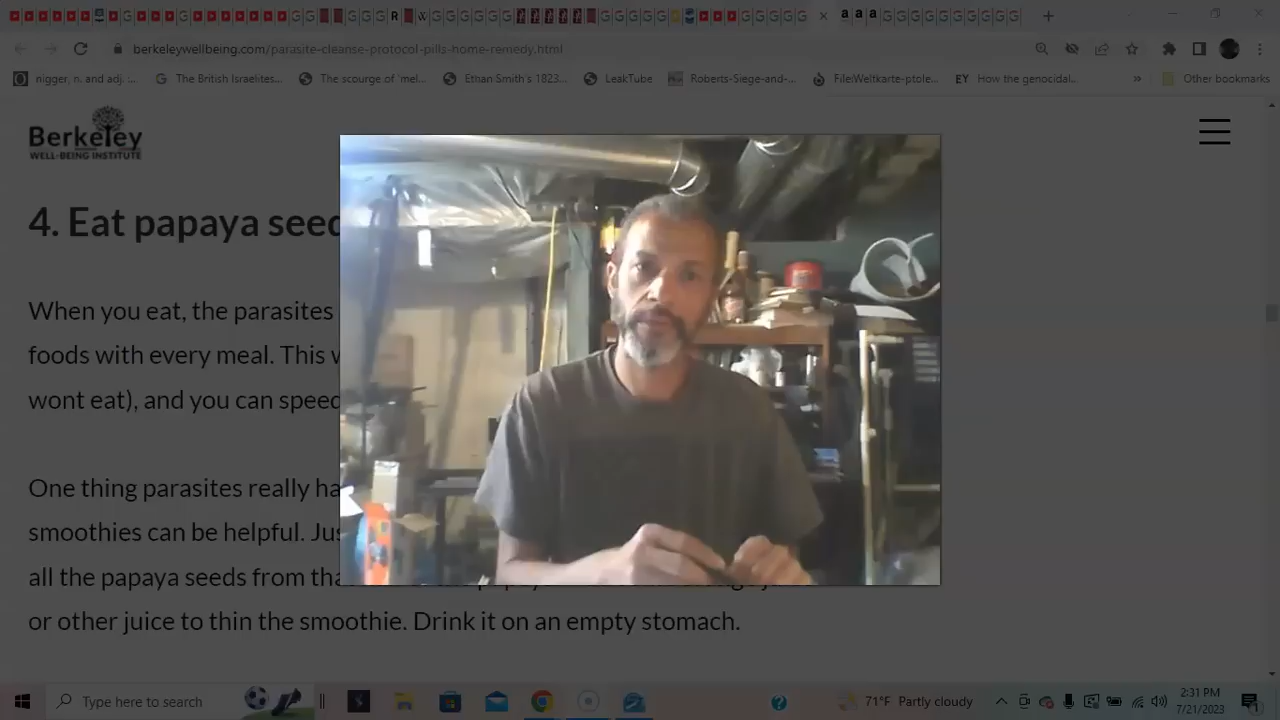 berkeleywellbeing.com/parasite-cleanse-protocol-pills-home-remedy.html
nigger, n. and adj. :...
The British Israelites...
The scourge of 'mel...
Ethan Smith's 1823...
LeakTube
Roberts-Siege-and-...
File:Weltkarte-ptole...
EY
How the genocidal...
»
Other bookmarks
Berkeley
WELL-BEING INSTITUTE
4. Eat papaya seed
When you eat, the parasites
foods with every meal. This w
wont eat), and you can speed
One thing parasites really ha
smoothies can be helpful. Jus
all the papaya seeds from tha
or other juice to thin the smoothie. Drink it on an empty stomach.
Type here to search
71°F Partly cloudy
2:31 PM
7/21/2023